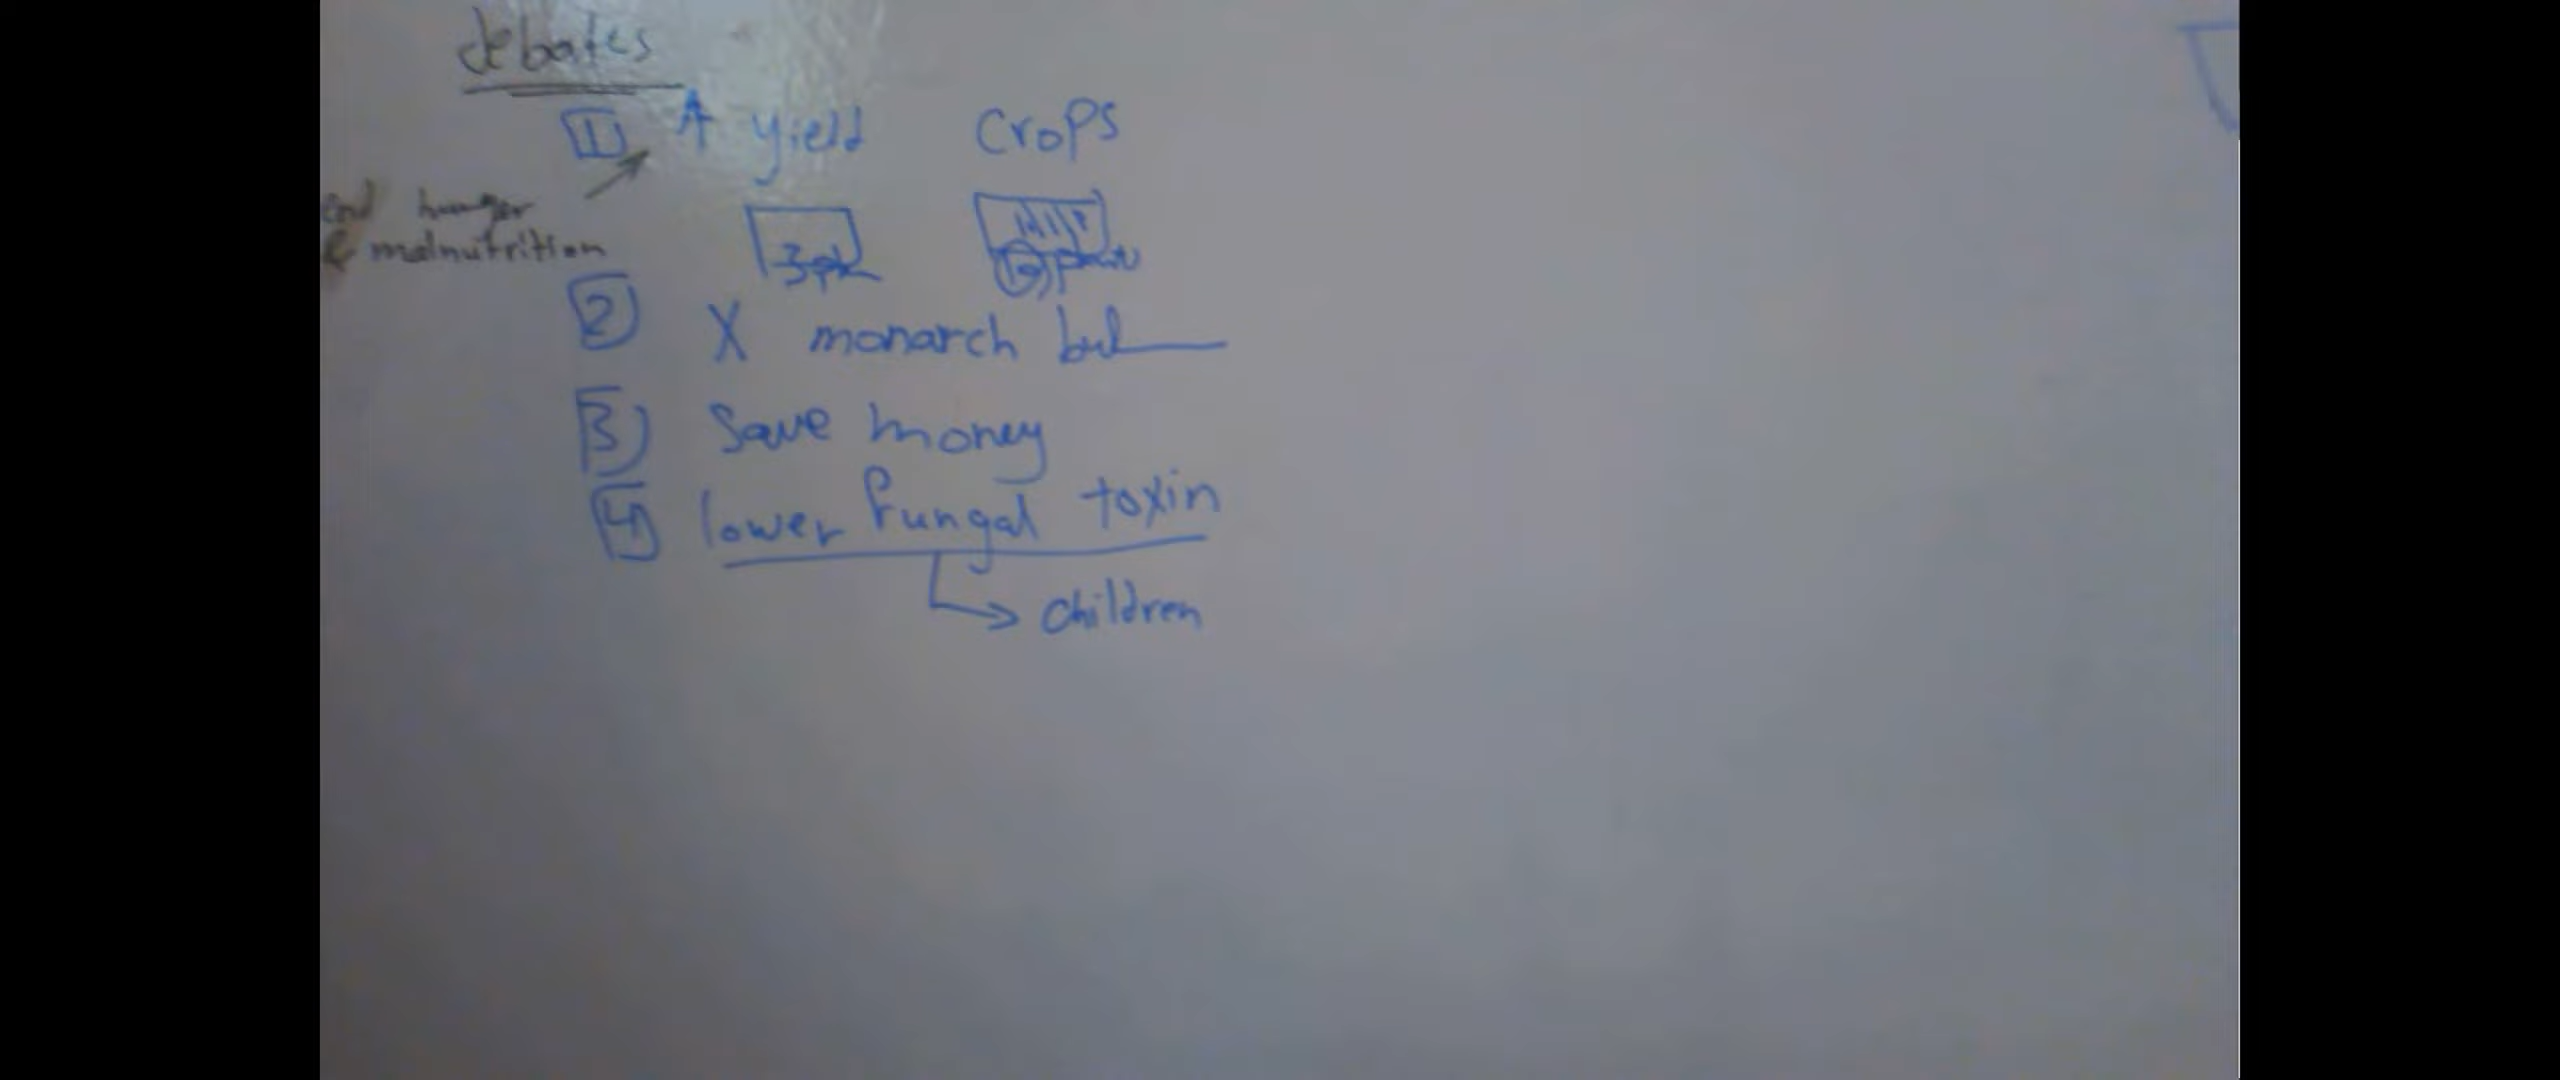 debates
1 ↑ yield crops
end hunger
& malnutrition
2 X monarch
3 save money
4 lower fungal toxin
children